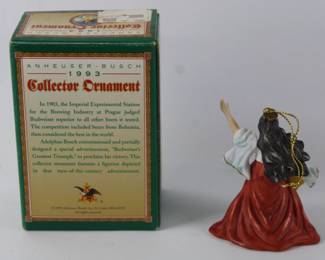 ANHEUSER-BUSCH
1993
Collector Ornament
In 1903, the Imperial Experimental Station
for the Brewing Industry at Prague judged
Budweiser superior to all other beers it tested.
The competition included beers from Bohemia,
then considered the best in the world.
Adolphus Busch commissioned and partially
designed a special advertisement, "Budweiser's
Greatest Triumph," to proclaim his victory. This
collector ornament features a figurine depicted
in that turn-of-the-century advertisement.